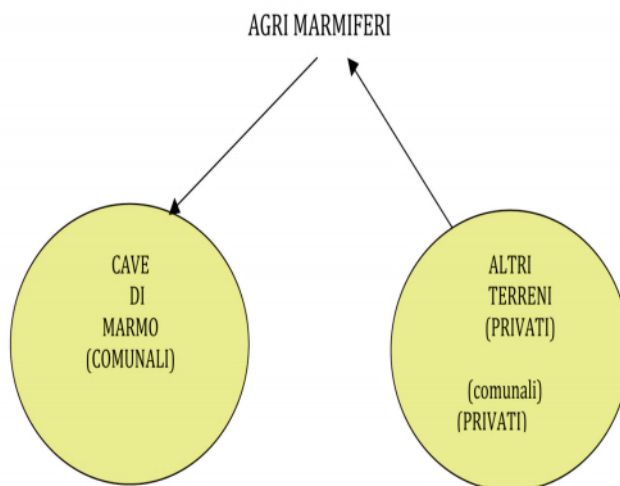 AGRI MARMIFERI
CAVE
DI
MARMO
(COMUNALI)
ALTRI
TERRENI
(PRIVATI)
(comunali)
(PRIVATI)